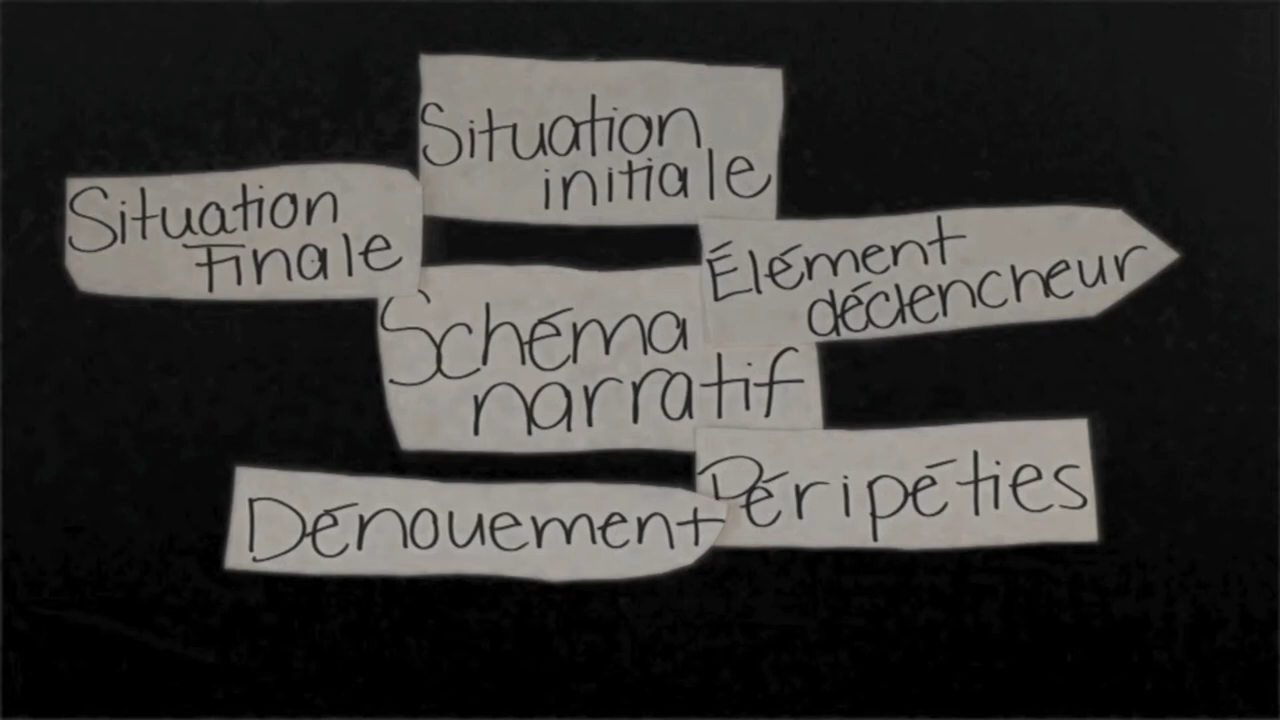 Situation
initiale
Situation
Finale
Élément
déclencheur
Schéma
narratif
Péripéties
Dénouement